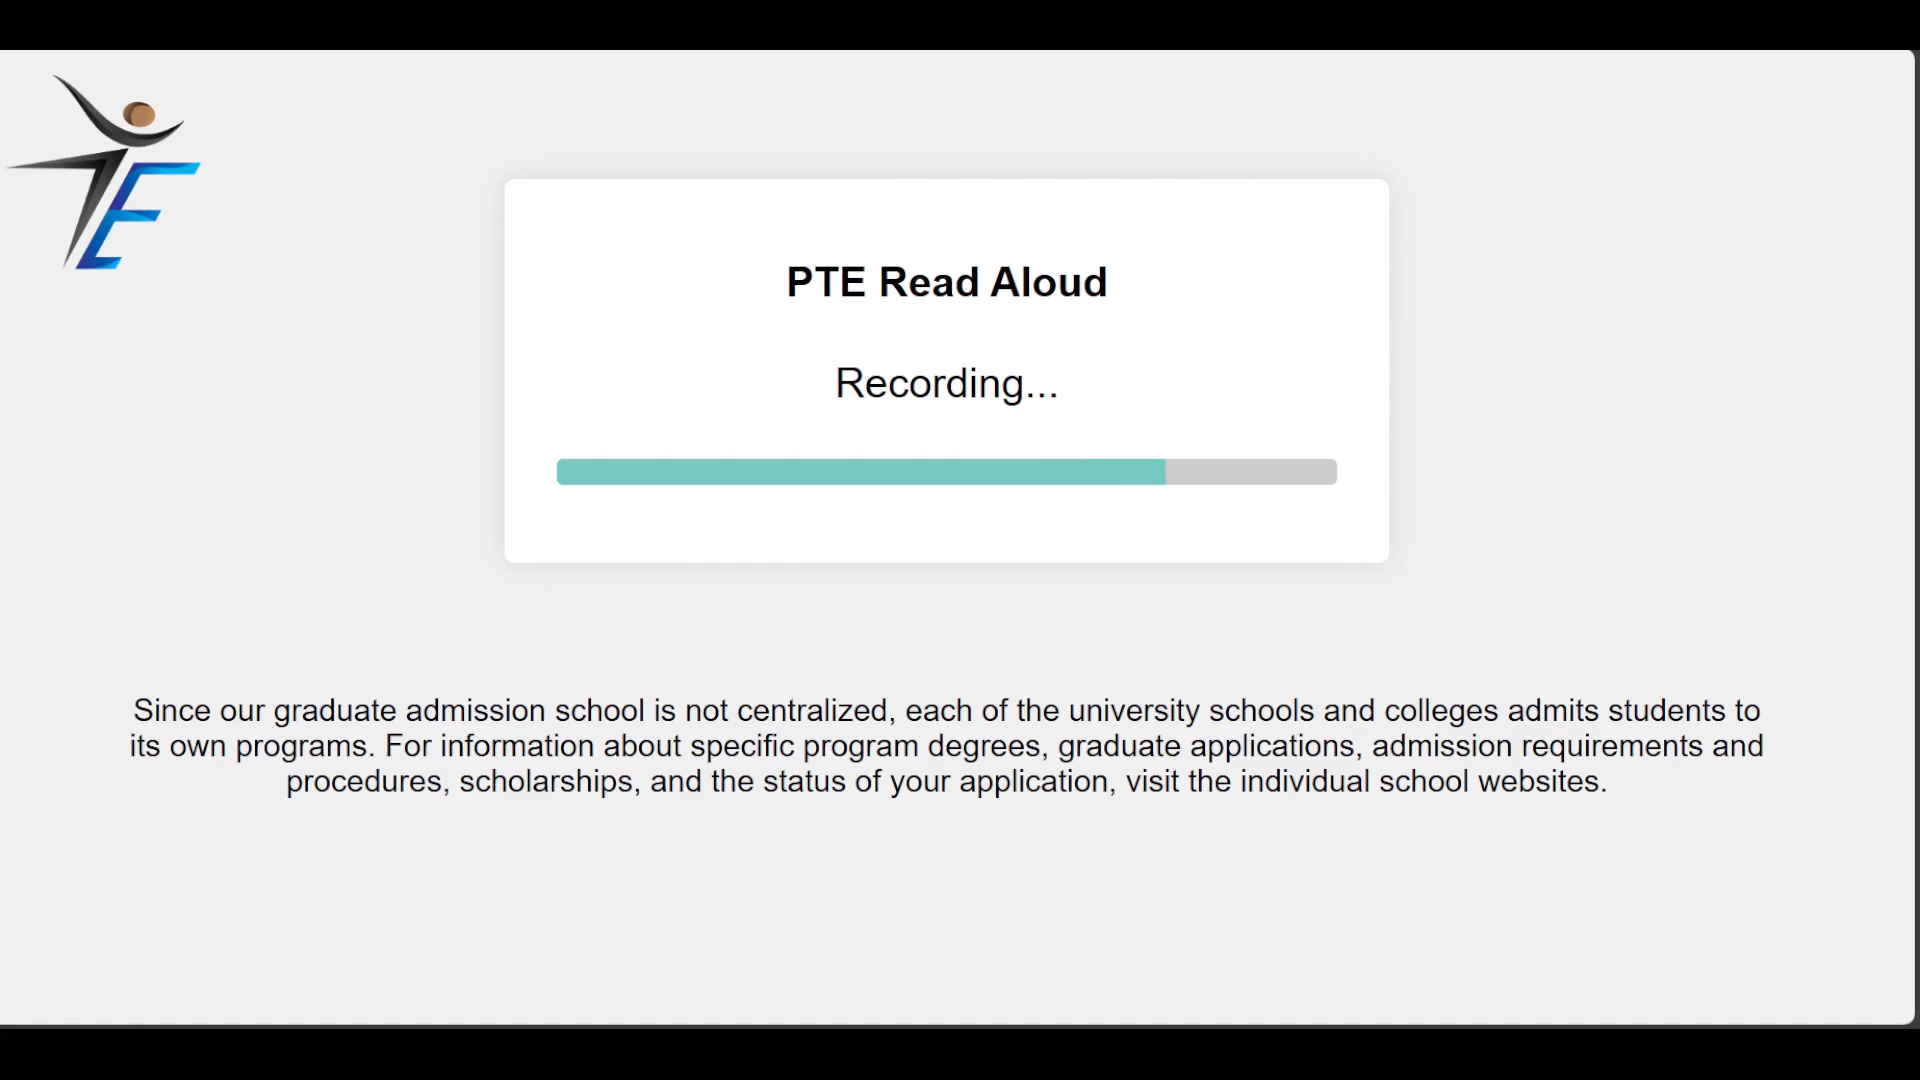 PTE Read Aloud
Recording...
Since our graduate admission school is not centralized, each of the university schools and colleges admits students to
its own programs. For information about specific program degrees, graduate applications, admission requirements and
procedures, scholarships, and the status of your application, visit the individual school websites.